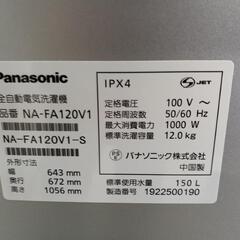 Panasonic
全自動電気洗濯機
品番 NA-FA120V1
NA-FA120V1-S
外形寸法
幅 643 mm
奥行 672 mm
高さ 1056 mm
IPX4
JET
定格電圧 100 V ～
定格周波数 50/60 Hz
最大消費電力 1000 W
標準洗濯容量 12.0 kg
パナソニック株式会社
中国製
標準使用水量 150 L
製造番号 1922500190